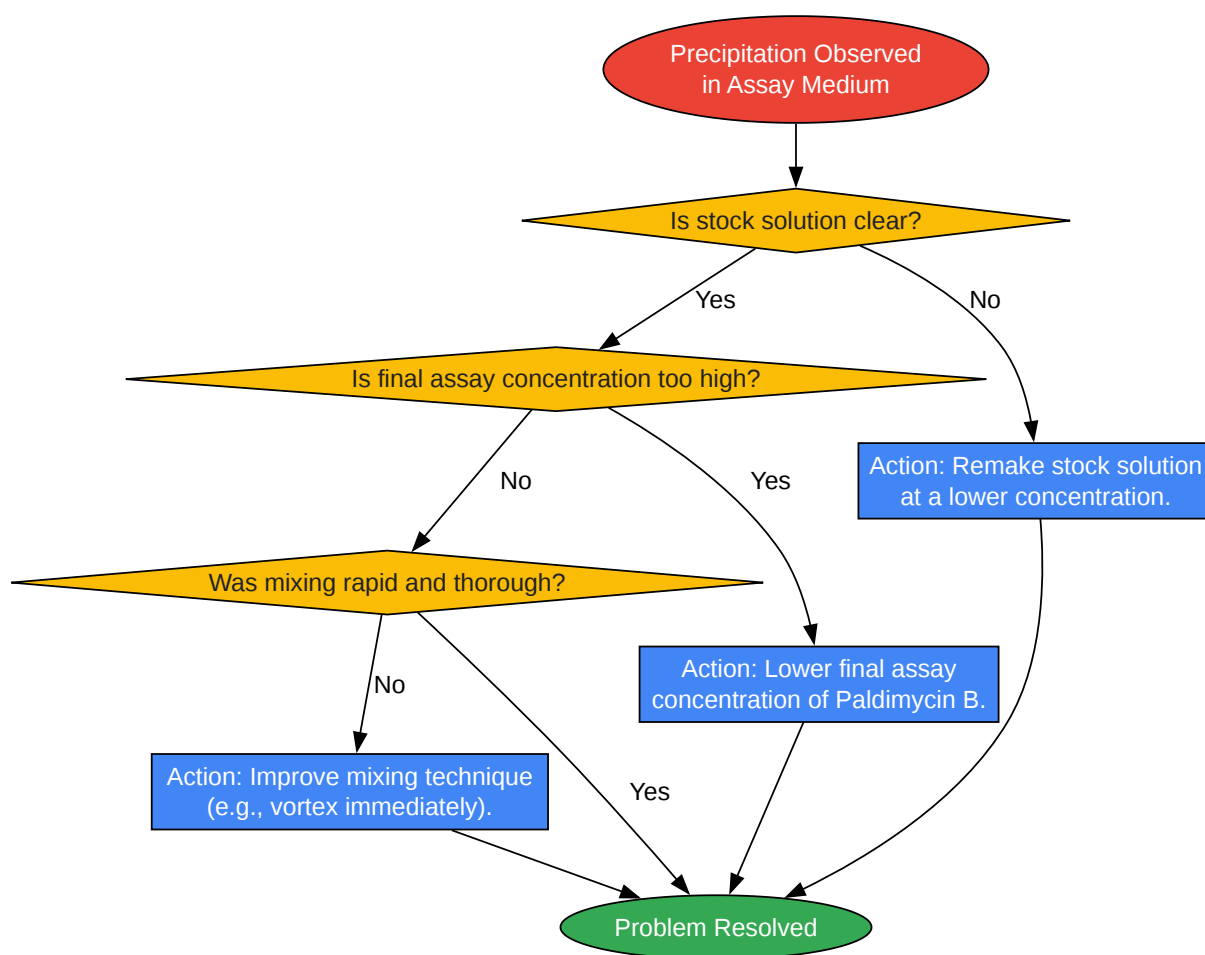 Precipitation Observed
in Assay Medium
Is stock solution clear?
Yes
No
Is final assay concentration too high?
Action: Remake stock solution
at a lower concentration.
No
Yes
Was mixing rapid and thorough?
Action: Lower final assay
concentration of Paldimycin B.
No
Action: Improve mixing technique
(e.g., vortex immediately).
Yes
Problem Resolved